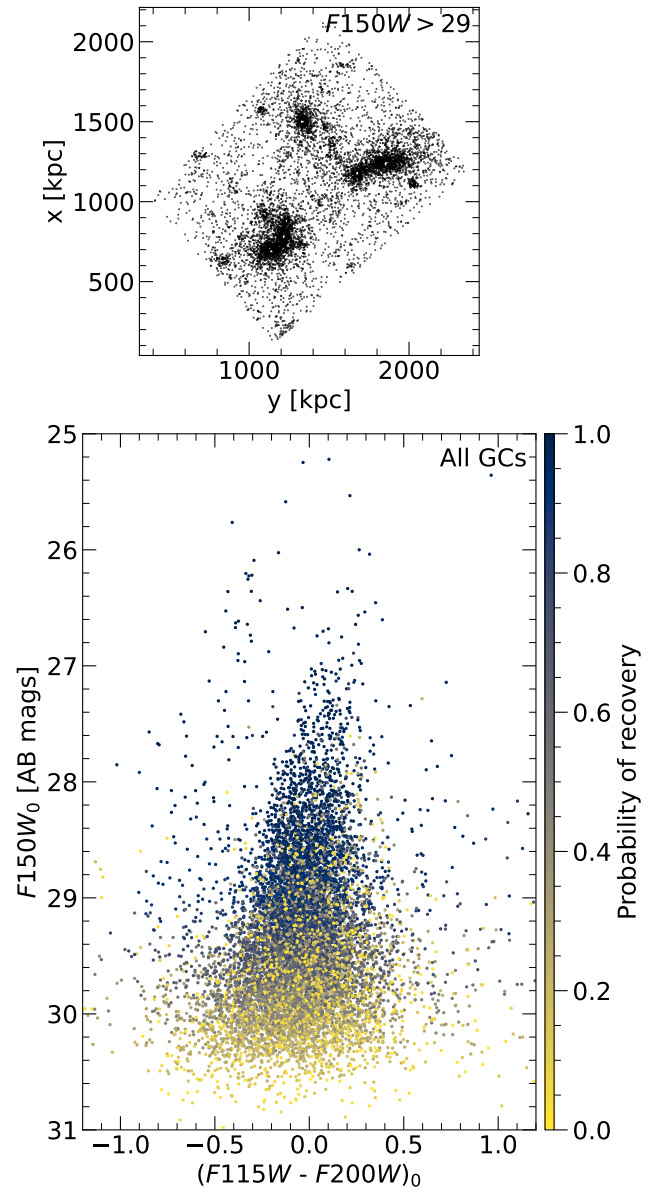 F150W > 29
2000
1500
1000
500
x [kpc]
1000 2000
y [kpc]
All GCs
25
26
27
28
29
30
31
F150W₀ [AB mags]
−1.0 −0.5 0.0 0.5 1.0
(F115W - F200W)₀
1.0
0.8
0.6
0.4
0.2
0.0
Probability of recovery